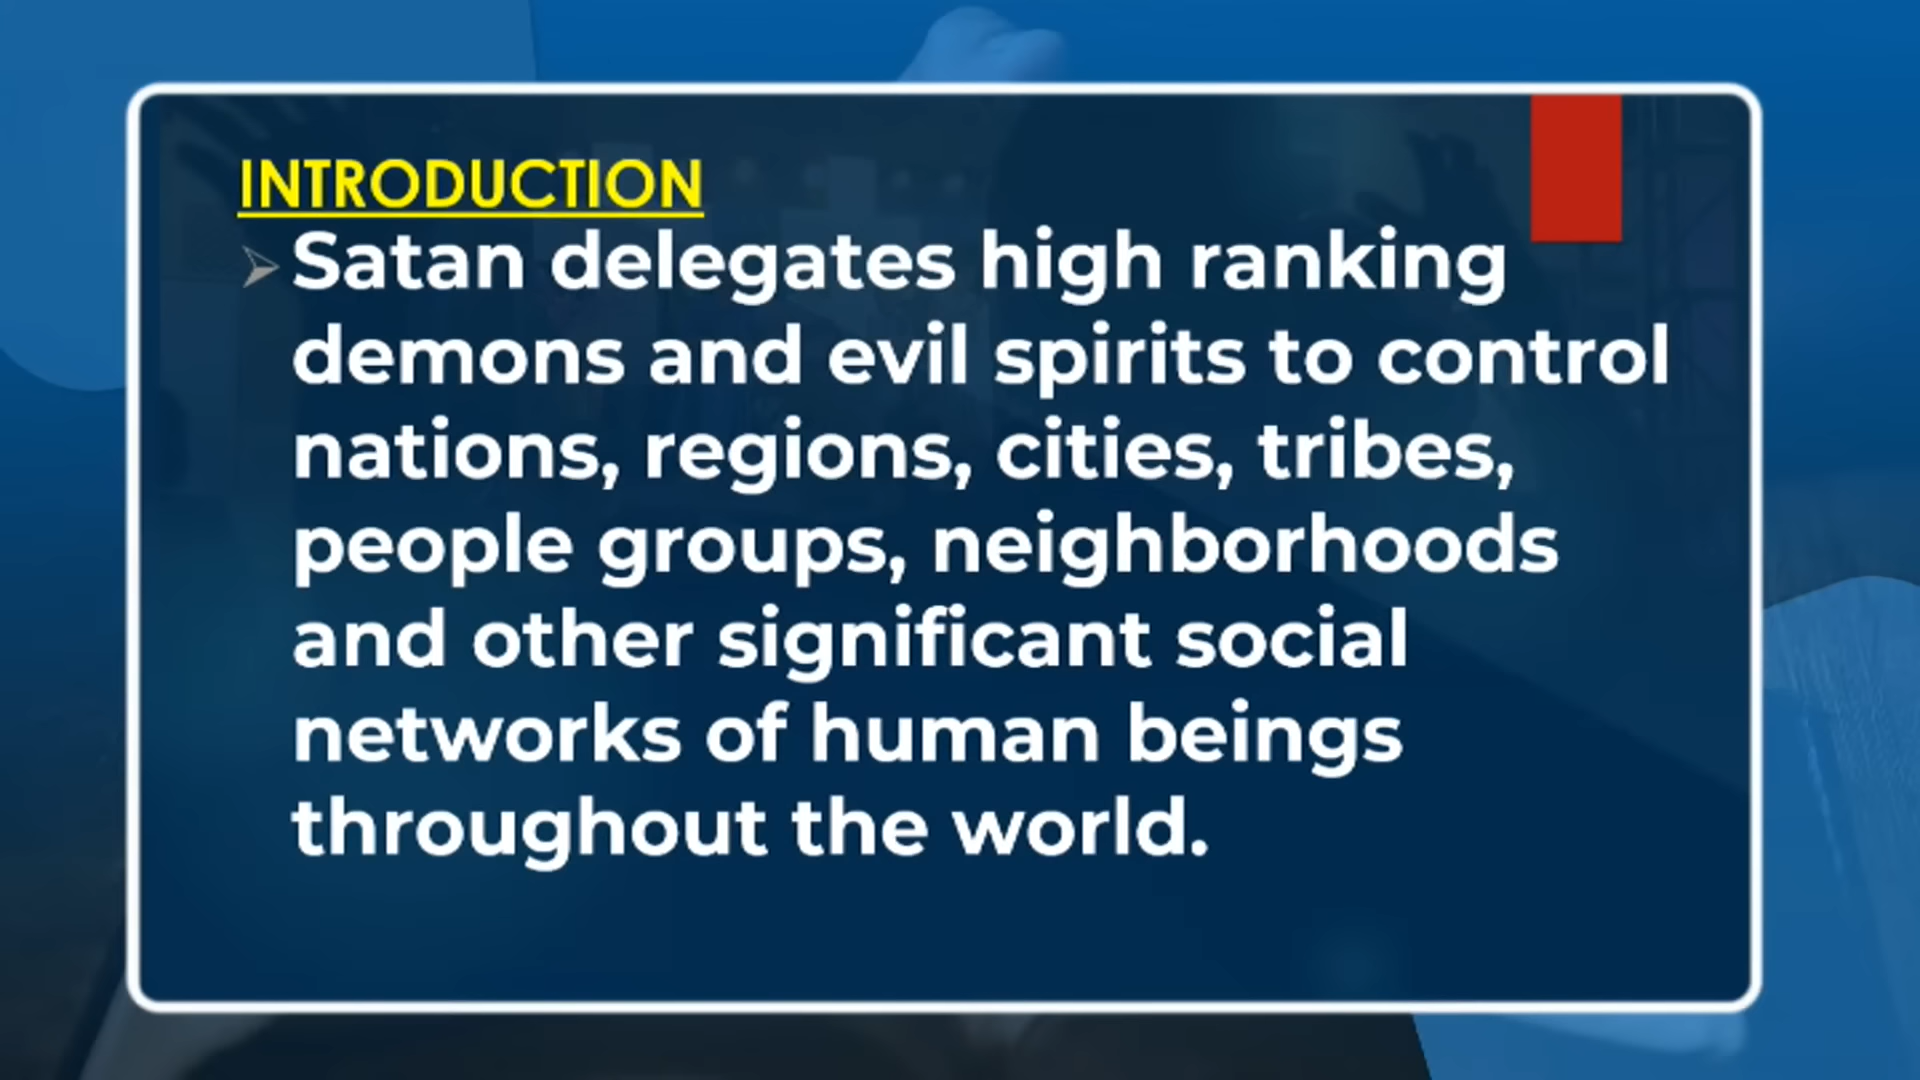 INTRODUCTION
Satan delegates high ranking
demons and evil spirits to control
nations, regions, cities, tribes,
people groups, neighborhoods
and other significant social
networks of human beings
throughout the world.